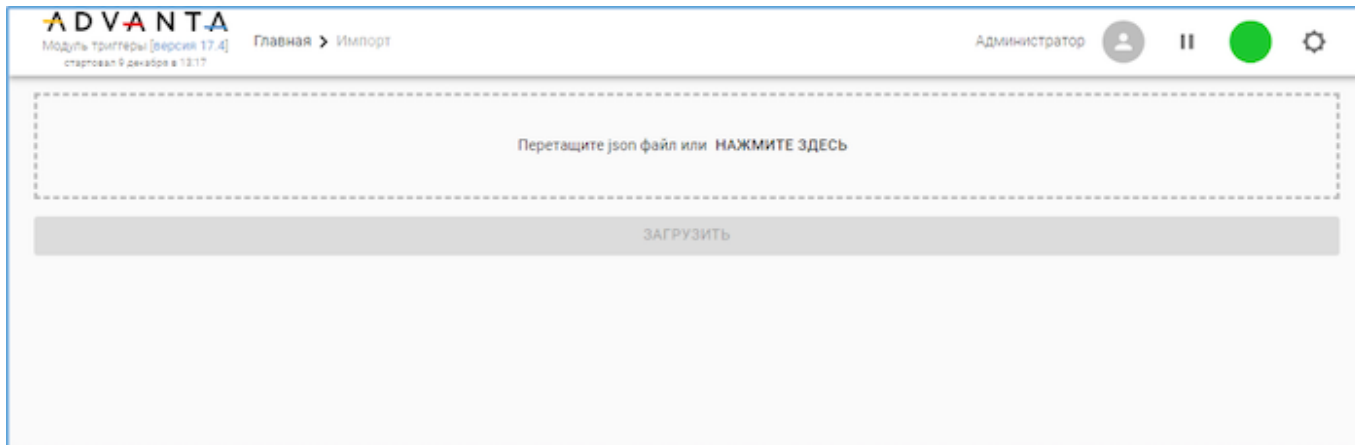 ADVANTA
Модуль триггеры [версия 17.4]
стартовал 9 декабря в 13:17
Главная > Импорт
Администратор
Перетащите json файл или НАЖМИТЕ ЗДЕСЬ
ЗАГРУЗИТЬ